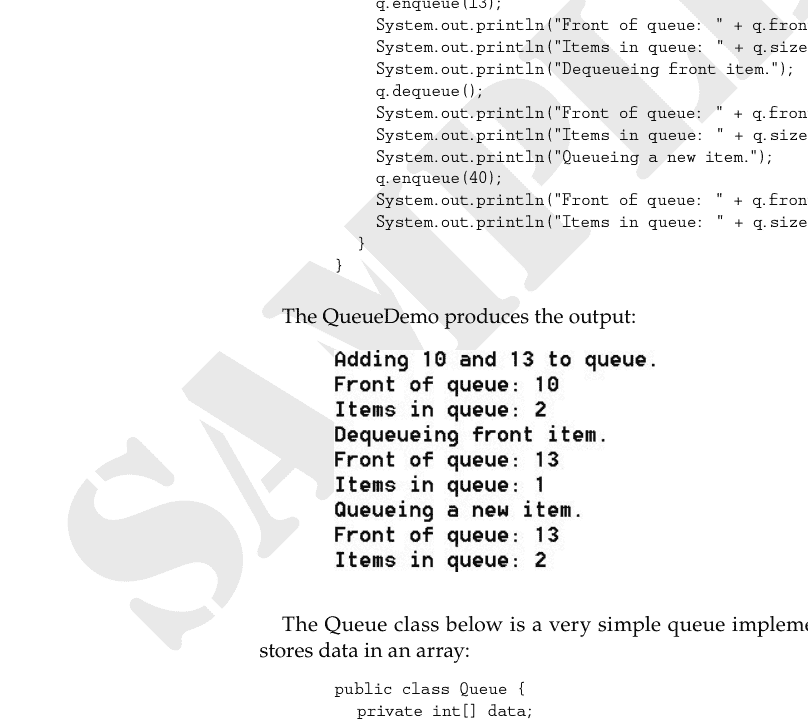 q.enqueue(13);
System.out.println("Front of queue: " + q.fron
System.out.println("Items in queue: " + q.size
System.out.println("Dequeueing front item.");
q.dequeue();
System.out.println("Front of queue: " + q.fron
System.out.println("Items in queue: " + q.size
System.out.println("Queueing a new item.");
q.enqueue(40);
System.out.println("Front of queue: " + q.fron
System.out.println("Items in queue: " + q.size
}
}
The QueueDemo produces the output:
Adding 10 and 13 to queue.
Front of queue: 10
Items in queue: 2
Dequeueing front item.
Front of queue: 13
Items in queue: 1
Queueing a new item.
Front of queue: 13
Items in queue: 2
The Queue class below is a very simple queue impleme
stores data in an array:
public class Queue {
private int[] data;
SAMPL